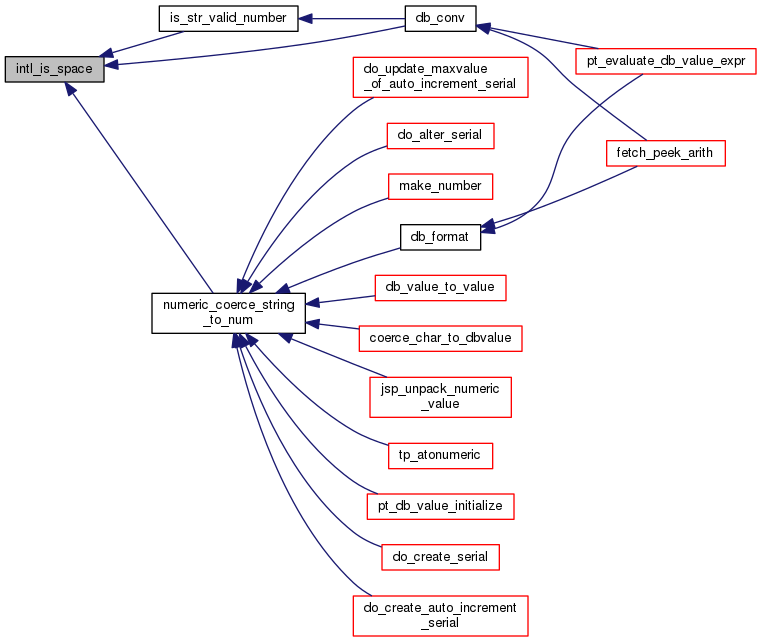 is_str_valid_number
db_conv
intl_is_space
pt_evaluate_db_value_expr
do_update_maxvalue
_of_auto_increment_serial
do_alter_serial
fetch_peek_arith
make_number
db_format
db_value_to_value
numeric_coerce_string
_to_num
coerce_char_to_dbvalue
jsp_unpack_numeric
_value
tp_atonumeric
pt_db_value_initialize
do_create_serial
do_create_auto_increment
_serial